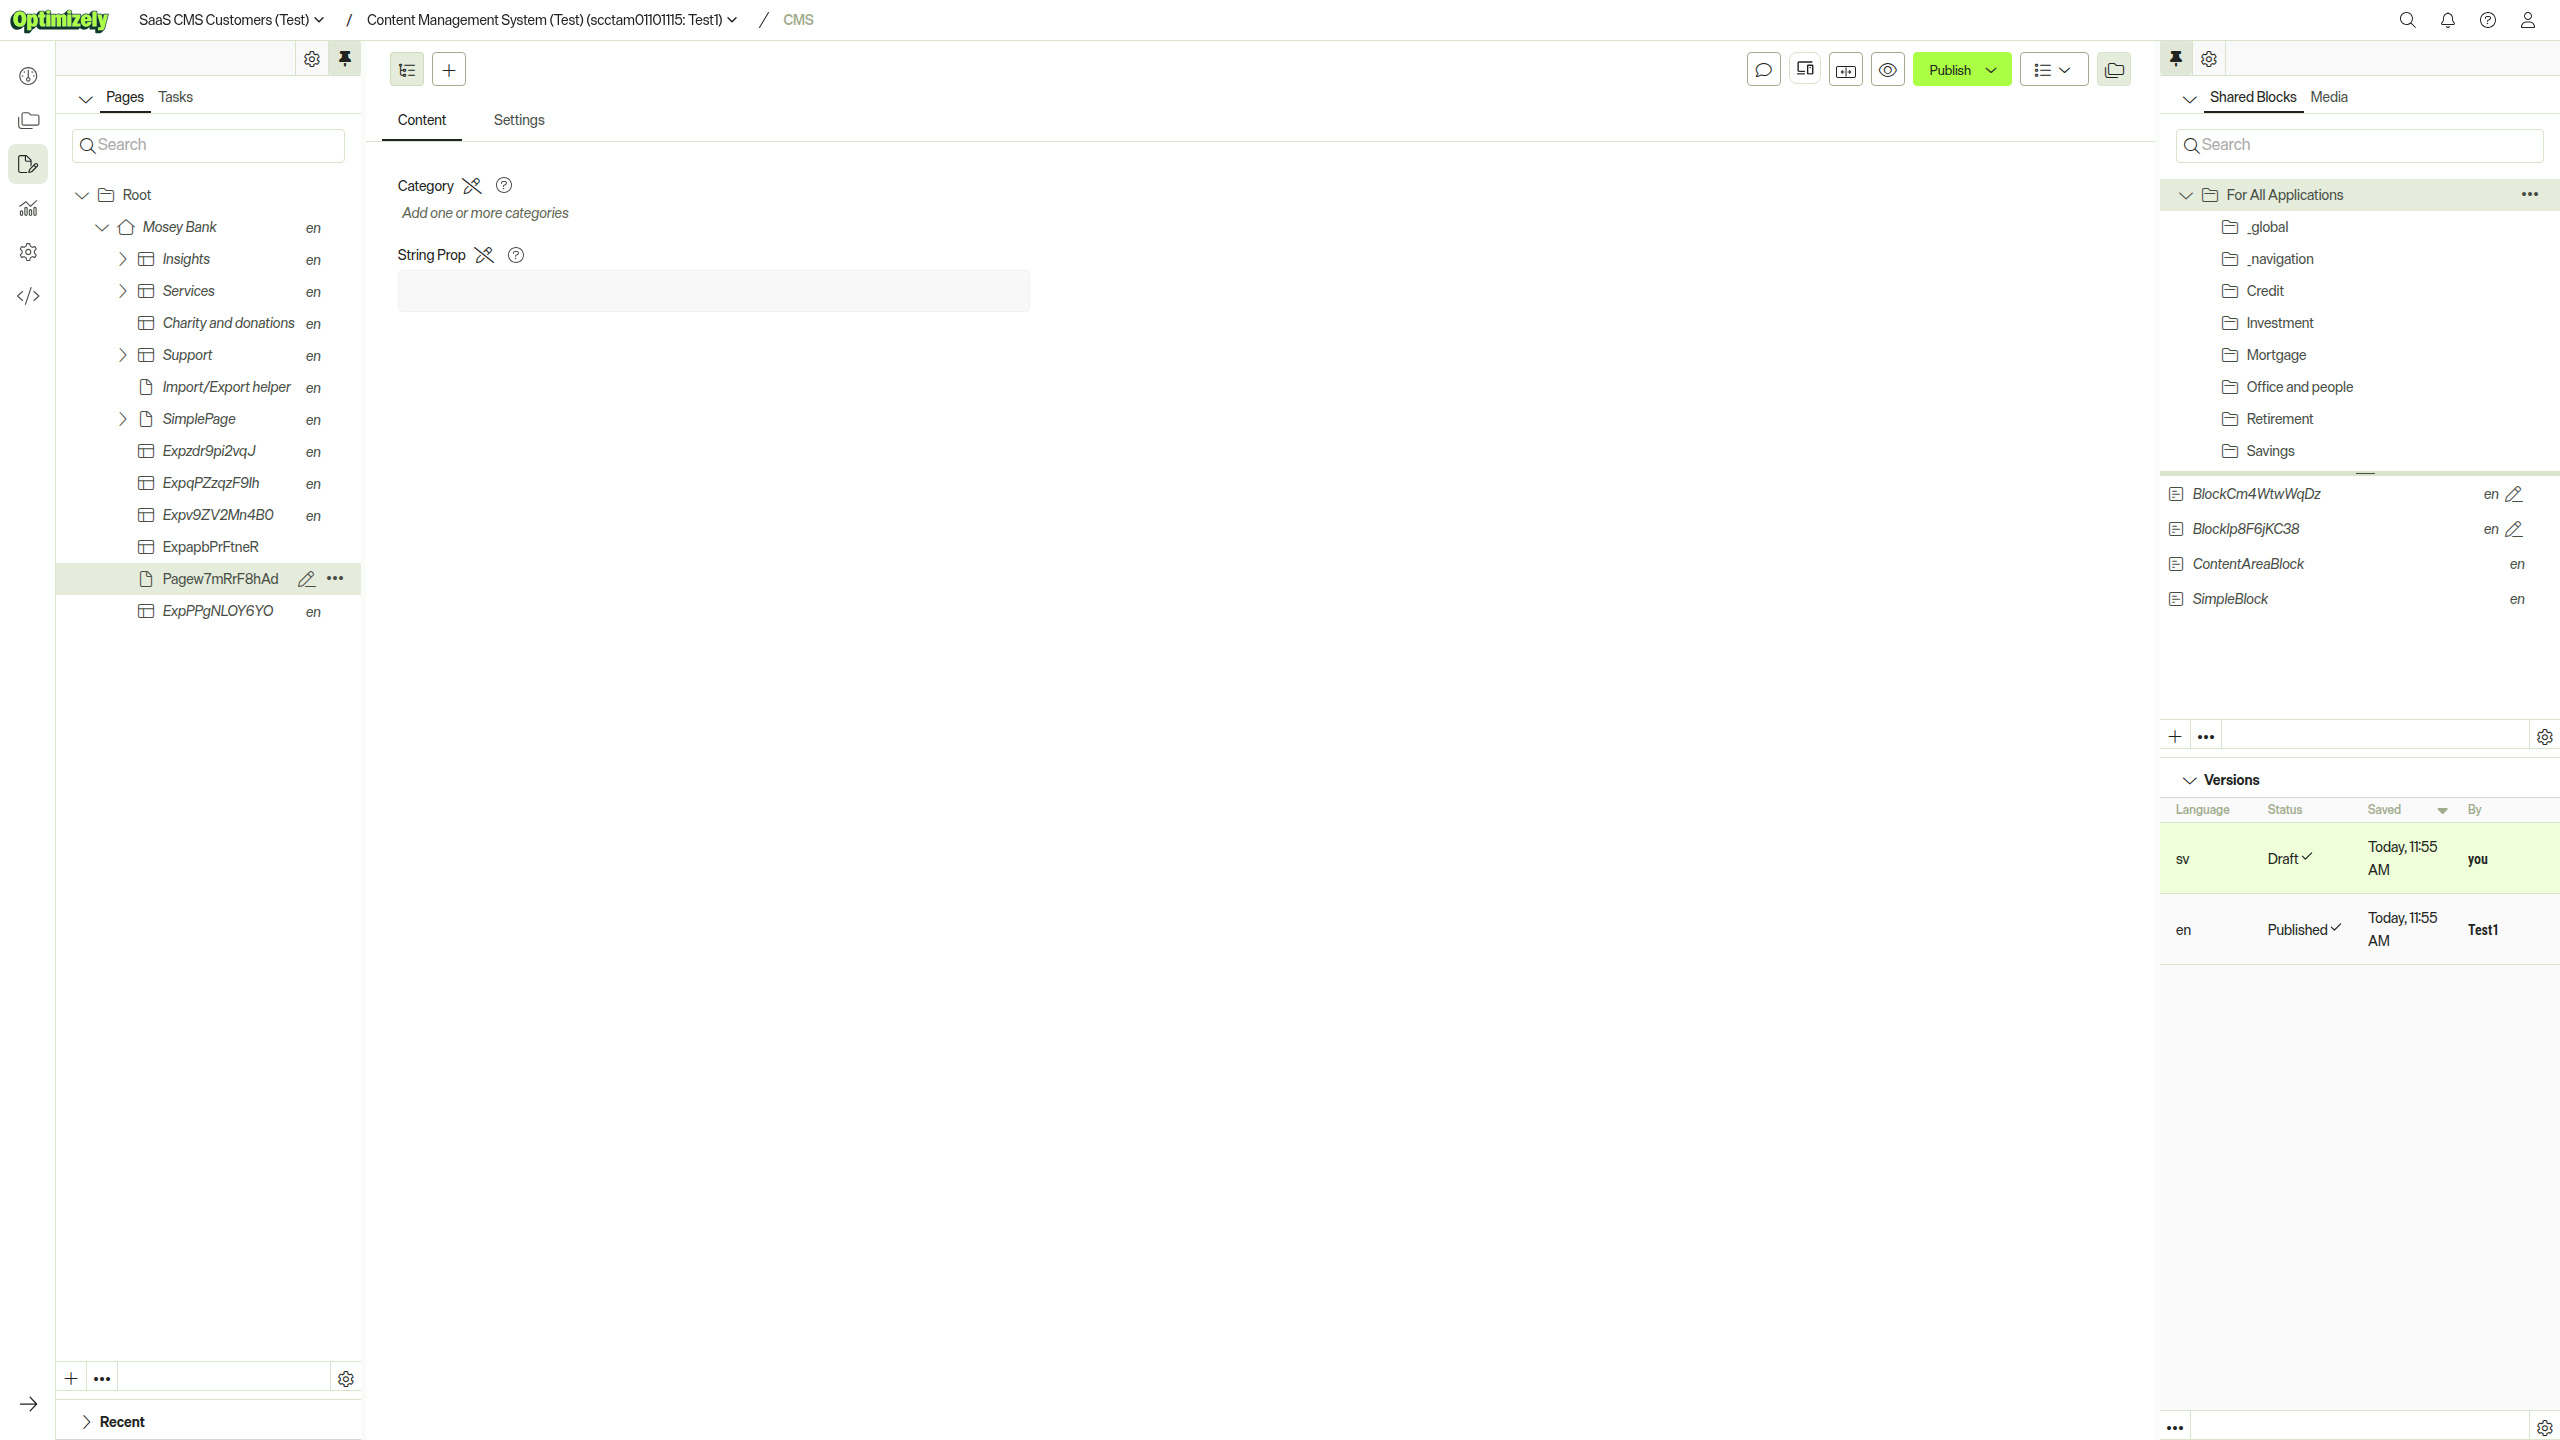 Optimizely
SaaS CMS Customers (Test) / Content Management System (Test) (scctam01101115: Test1) / CMS
Pages Tasks
Search
Root
Mosey Bank en
Insights en
Services en
Charity and donations en
Support en
Import/Export helper en
SimplePage en
Expzdr9pi2vqJ en
ExpqPZzqzF9lh en
Expv9ZV2Mn4B0 en
ExpapbPrFtneR
Pagew7mRrF8hAd
ExpPPgNLOY6YO en
Recent
Publish
Content Settings
Category
Add one or more categories
String Prop
Shared Blocks Media
Search
For All Applications
_global
_navigation
Credit
Investment
Mortgage
Office and people
Retirement
Savings
BlockCm4WtwWqDz en
Blocklp8F6jKC38 en
ContentAreaBlock en
SimpleBlock en
Versions
Language Status Saved By
sv Draft Today, 11:55 AM you
en Published Today, 11:55 AM Test1